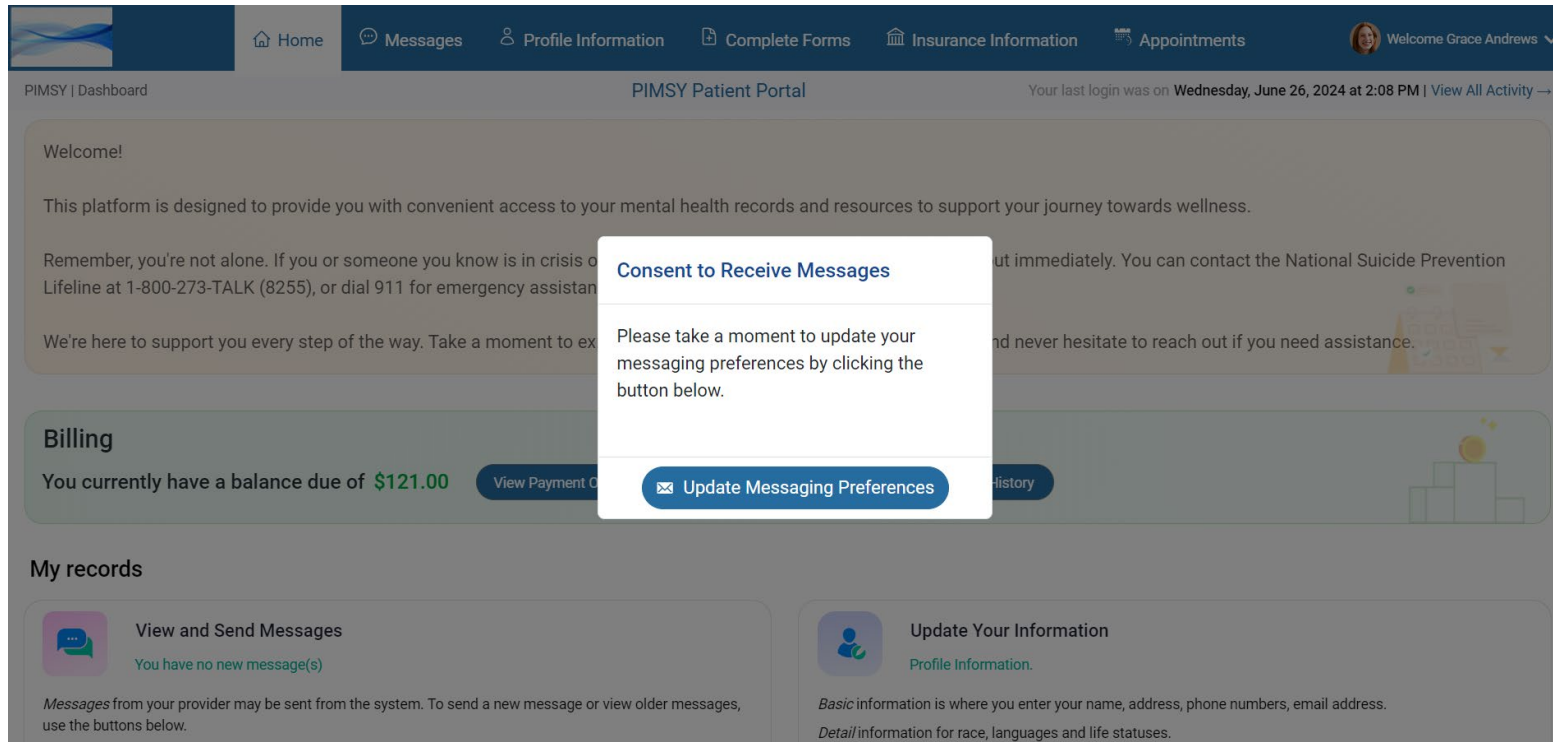 Home
Messages
Profile Information
Complete Forms
Insurance Information
Appointments
Welcome Grace Andrews
PIMSY | Dashboard
PIMSY Patient Portal
Your last login was on Wednesday, June 26, 2024 at 2:08 PM | View All Activity →
Welcome!
This platform is designed to provide you with convenient access to your mental health records and resources to support your journey towards wellness.
Remember, you're not alone. If you or someone you know is in crisis o
ut immediately. You can contact the National Suicide Prevention
Lifeline at 1-800-273-TALK (8255), or dial 911 for emergency assistan
We're here to support you every step of the way. Take a moment to ex
nd never hesitate to reach out if you need assistance.
Consent to Receive Messages
Please take a moment to update your
messaging preferences by clicking the
button below.
Update Messaging Preferences
Billing
You currently have a balance due of $121.00
View Payment O
History
My records
View and Send Messages
You have no new message(s)
Messages from your provider may be sent from the system. To send a new message or view older messages,
use the buttons below.
Update Your Information
Profile Information.
Basic information is where you enter your name, address, phone numbers, email address.
Detail information for race, languages and life statuses.